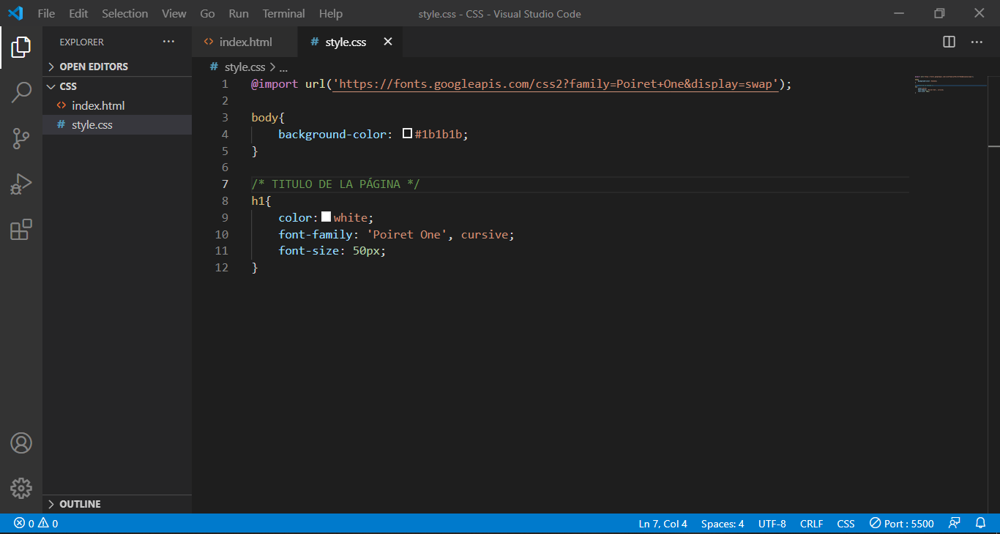 File Edit Selection View Go Run Terminal Help style.css - CSS - Visual Studio Code
EXPLORER ···
OPEN EDITORS
CSS
index.html
style.css
OUTLINE
index.html # style.css
# style.css > ...
1 @import url('https://fonts.googleapis.com/css2?family=Poiret+One&display=swap');
2
3 body{
4 background-color: #1b1b1b;
5 }
6
7 /* TITULO DE LA PÁGINA */
8 h1{
9 color: white;
10 font-family: 'Poiret One', cursive;
11 font-size: 50px;
12 }
0 0 Ln 7, Col 4 Spaces: 4 UTF-8 CRLF CSS Port : 5500